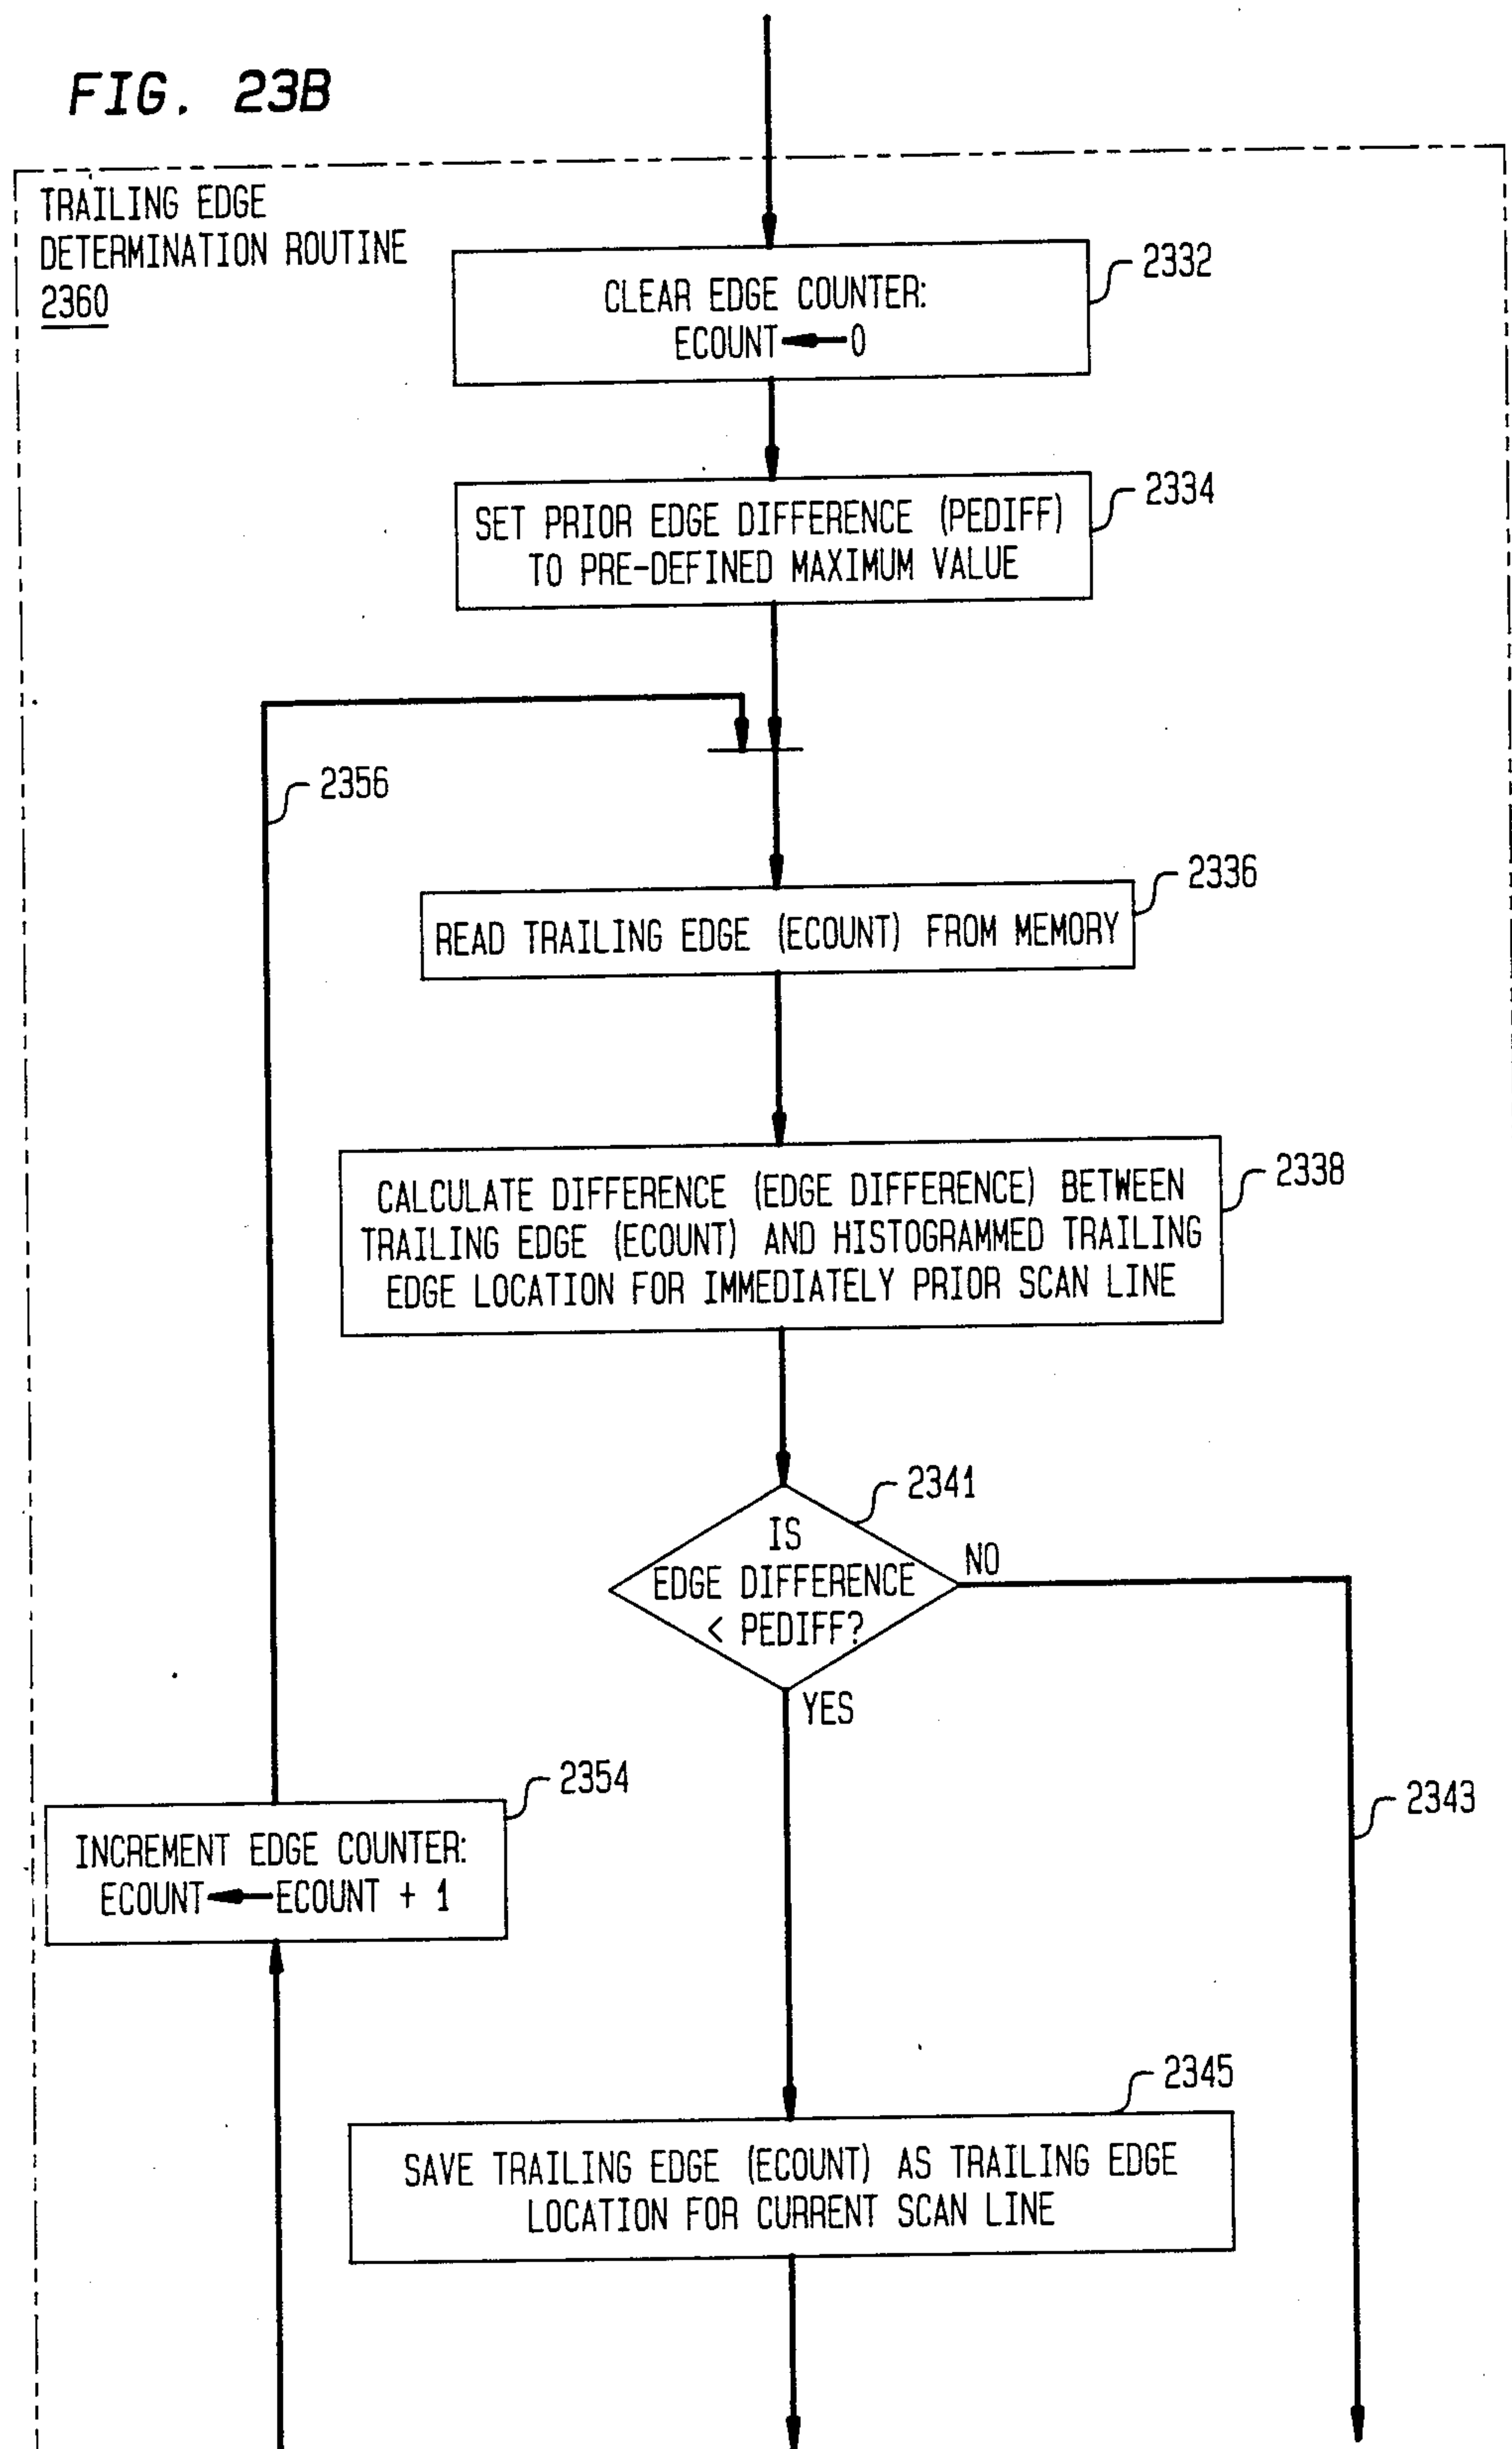 FIG. 23B
TRAILING EDGE
DETERMINATION ROUTINE
2360
CLEAR EDGE COUNTER:
ECOUNT←0
2332
SET PRIOR EDGE DIFFERENCE (PEDIFF)
TO PRE-DEFINED MAXIMUM VALUE
2334
2356
READ TRAILING EDGE (ECOUNT) FROM MEMORY
2336
CALCULATE DIFFERENCE (EDGE DIFFERENCE) BETWEEN
TRAILING EDGE (ECOUNT) AND HISTOGRAMMED TRAILING
EDGE LOCATION FOR IMMEDIATELY PRIOR SCAN LINE
2338
2341
IS
EDGE DIFFERENCE
< PEDIFF?
NO
YES
2354
INCREMENT EDGE COUNTER:
ECOUNT←ECOUNT + 1
2343
2345
SAVE TRAILING EDGE (ECOUNT) AS TRAILING EDGE
LOCATION FOR CURRENT SCAN LINE